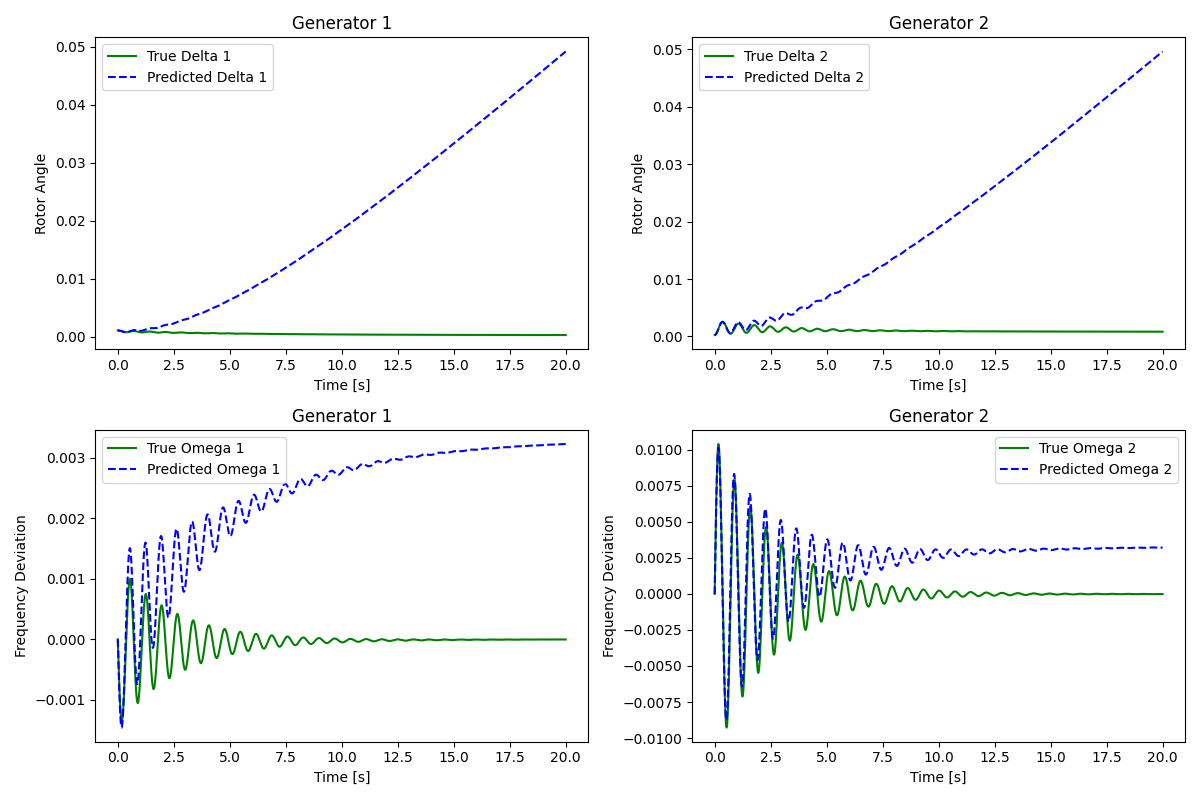 Generator 1
True Delta 1
Predicted Delta 1
Rotor Angle
0.05
0.04
0.03
0.02
0.01
0.00
0.0 2.5 5.0 7.5 10.0 12.5 15.0 17.5 20.0
Time [s]
Generator 2
True Delta 2
Predicted Delta 2
Rotor Angle
0.05
0.04
0.03
0.02
0.01
0.00
0.0 2.5 5.0 7.5 10.0 12.5 15.0 17.5 20.0
Time [s]
Generator 1
True Omega 1
Predicted Omega 1
Frequency Deviation
0.003
0.002
0.001
0.000
−0.001
0.0 2.5 5.0 7.5 10.0 12.5 15.0 17.5 20.0
Time [s]
Generator 2
True Omega 2
Predicted Omega 2
Frequency Deviation
0.0100
0.0075
0.0050
0.0025
0.0000
−0.0025
−0.0050
−0.0075
−0.0100
0.0 2.5 5.0 7.5 10.0 12.5 15.0 17.5 20.0
Time [s]